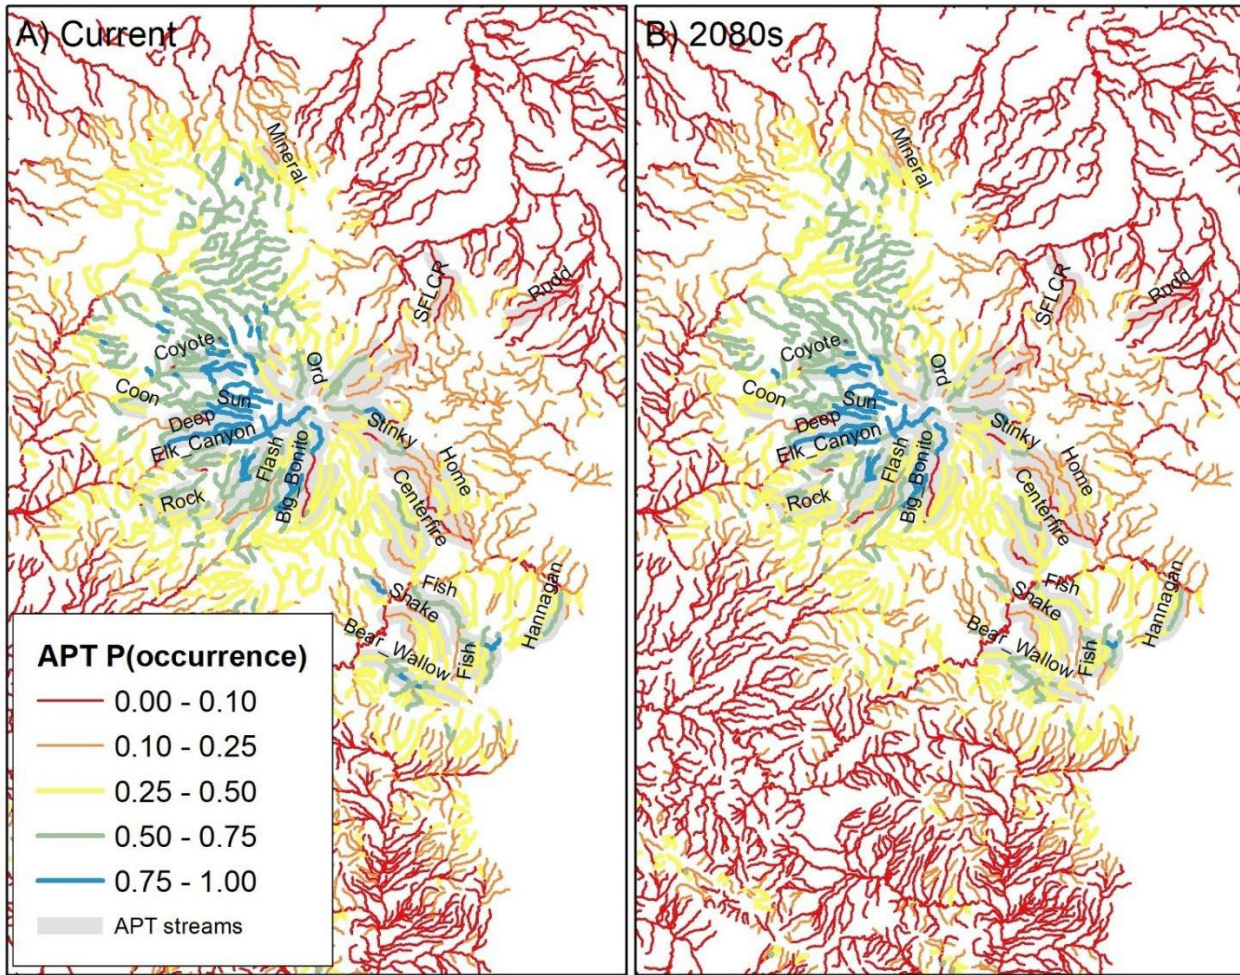 A) Current
Mineral
SFLCR
Rudd
Coyote
Ord
Coon
Sun
Deep
Elk_Canyon
Stinky
Flash
Big_Bonito
Home
Centerfire
Rock
Fish
Snake
Hannagan
Bear_Wallow
Fish
APT P(occurrence)
0.00 - 0.10
0.10 - 0.25
0.25 - 0.50
0.50 - 0.75
0.75 - 1.00
APT streams
B) 2080s
Mineral
SFLCR
Rudd
Coyote
Ord
Coon
Sun
Deep
Elk_Canyon
Stinky
Flash
Big_Bonito
Home
Centerfire
Rock
Fish
Snake
Hannagan
Bear_Wallow
Fish